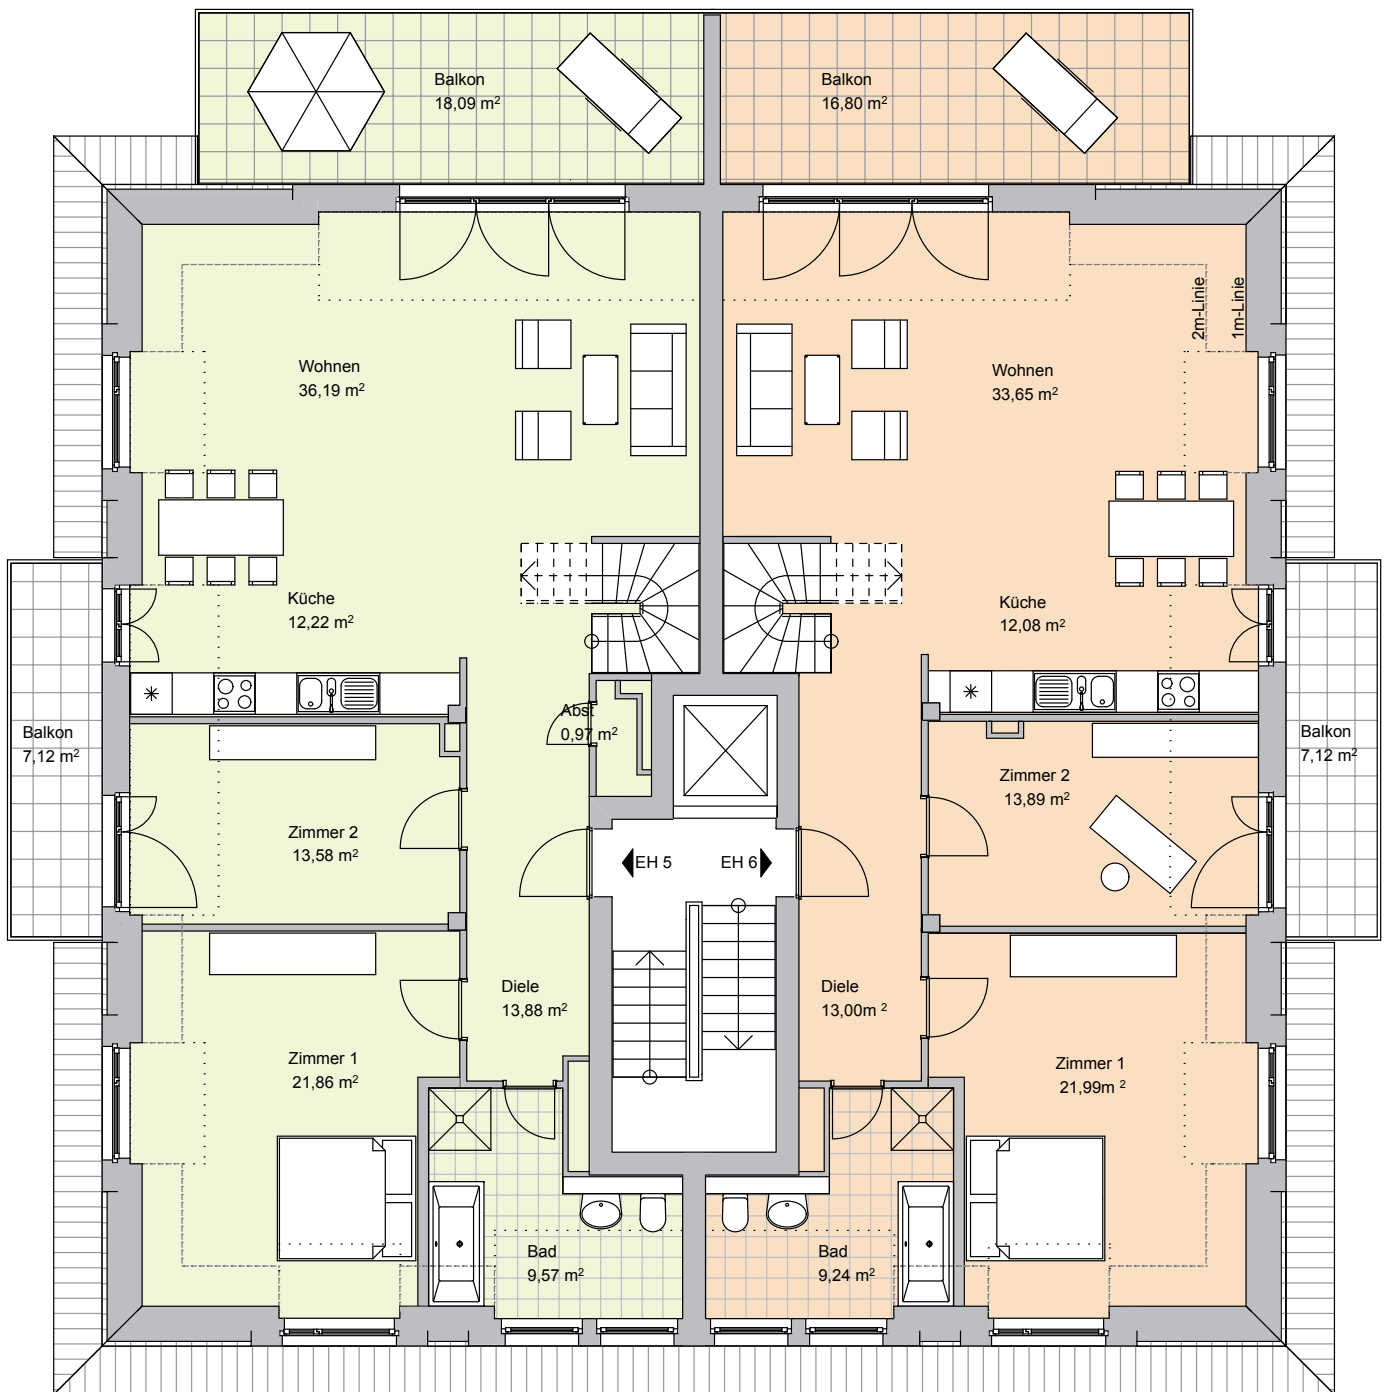 Balkon
18,09 m²
Balkon
16,80 m²
2m-Linie
1m-Linie
Wohnen
36,19 m²
Wohnen
33,65 m²
Küche
12,22 m²
Küche
12,08 m²
Balkon
7,12 m²
Abst
0,97 m²
Balkon
7,12 m²
Zimmer 2
13,58 m²
Zimmer 2
13,89 m²
EH 5
EH 6
Diele
13,88 m²
Diele
13,00m ²
Zimmer 1
21,86 m²
Zimmer 1
21,99m ²
Bad
9,57 m²
Bad
9,24 m²